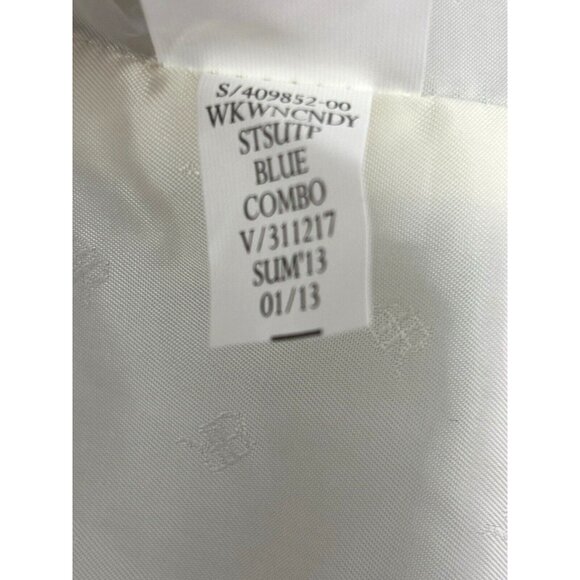 S/409852-00
WKWNCNDY
STSUTP
BLUE
COMBO
V/311217
SUM'13
01/13